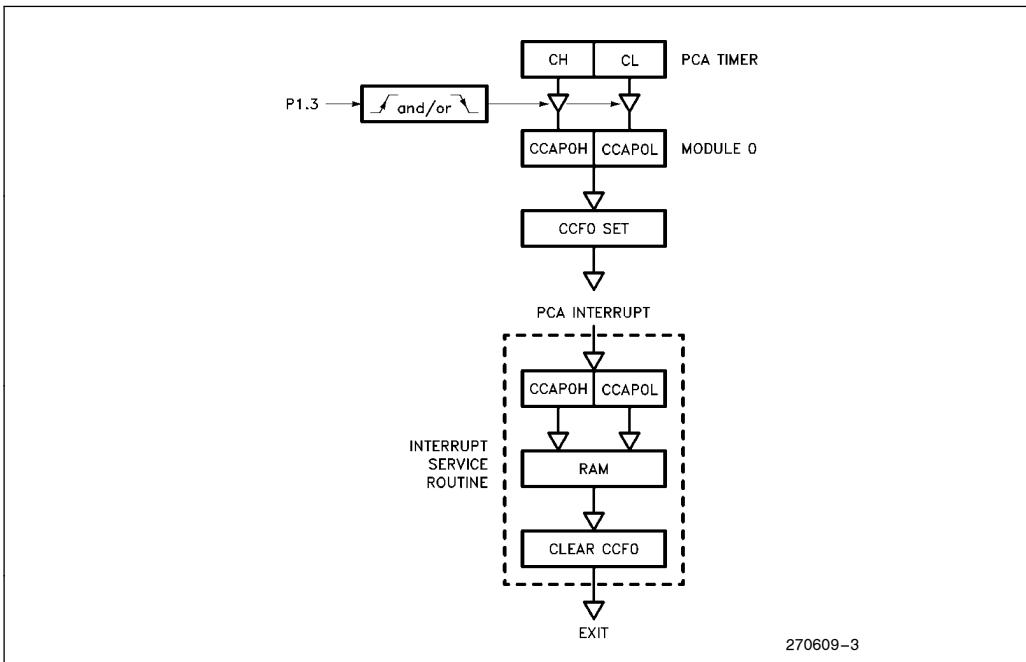 CH CL PCA TIMER
P1.3 and/or
CCAP0H CCAP0L MODULE 0
CCF0 SET
PCA INTERRUPT
CCAP0H CCAP0L
INTERRUPT
SERVICE
ROUTINE
RAM
CLEAR CCF0
EXIT
270609–3